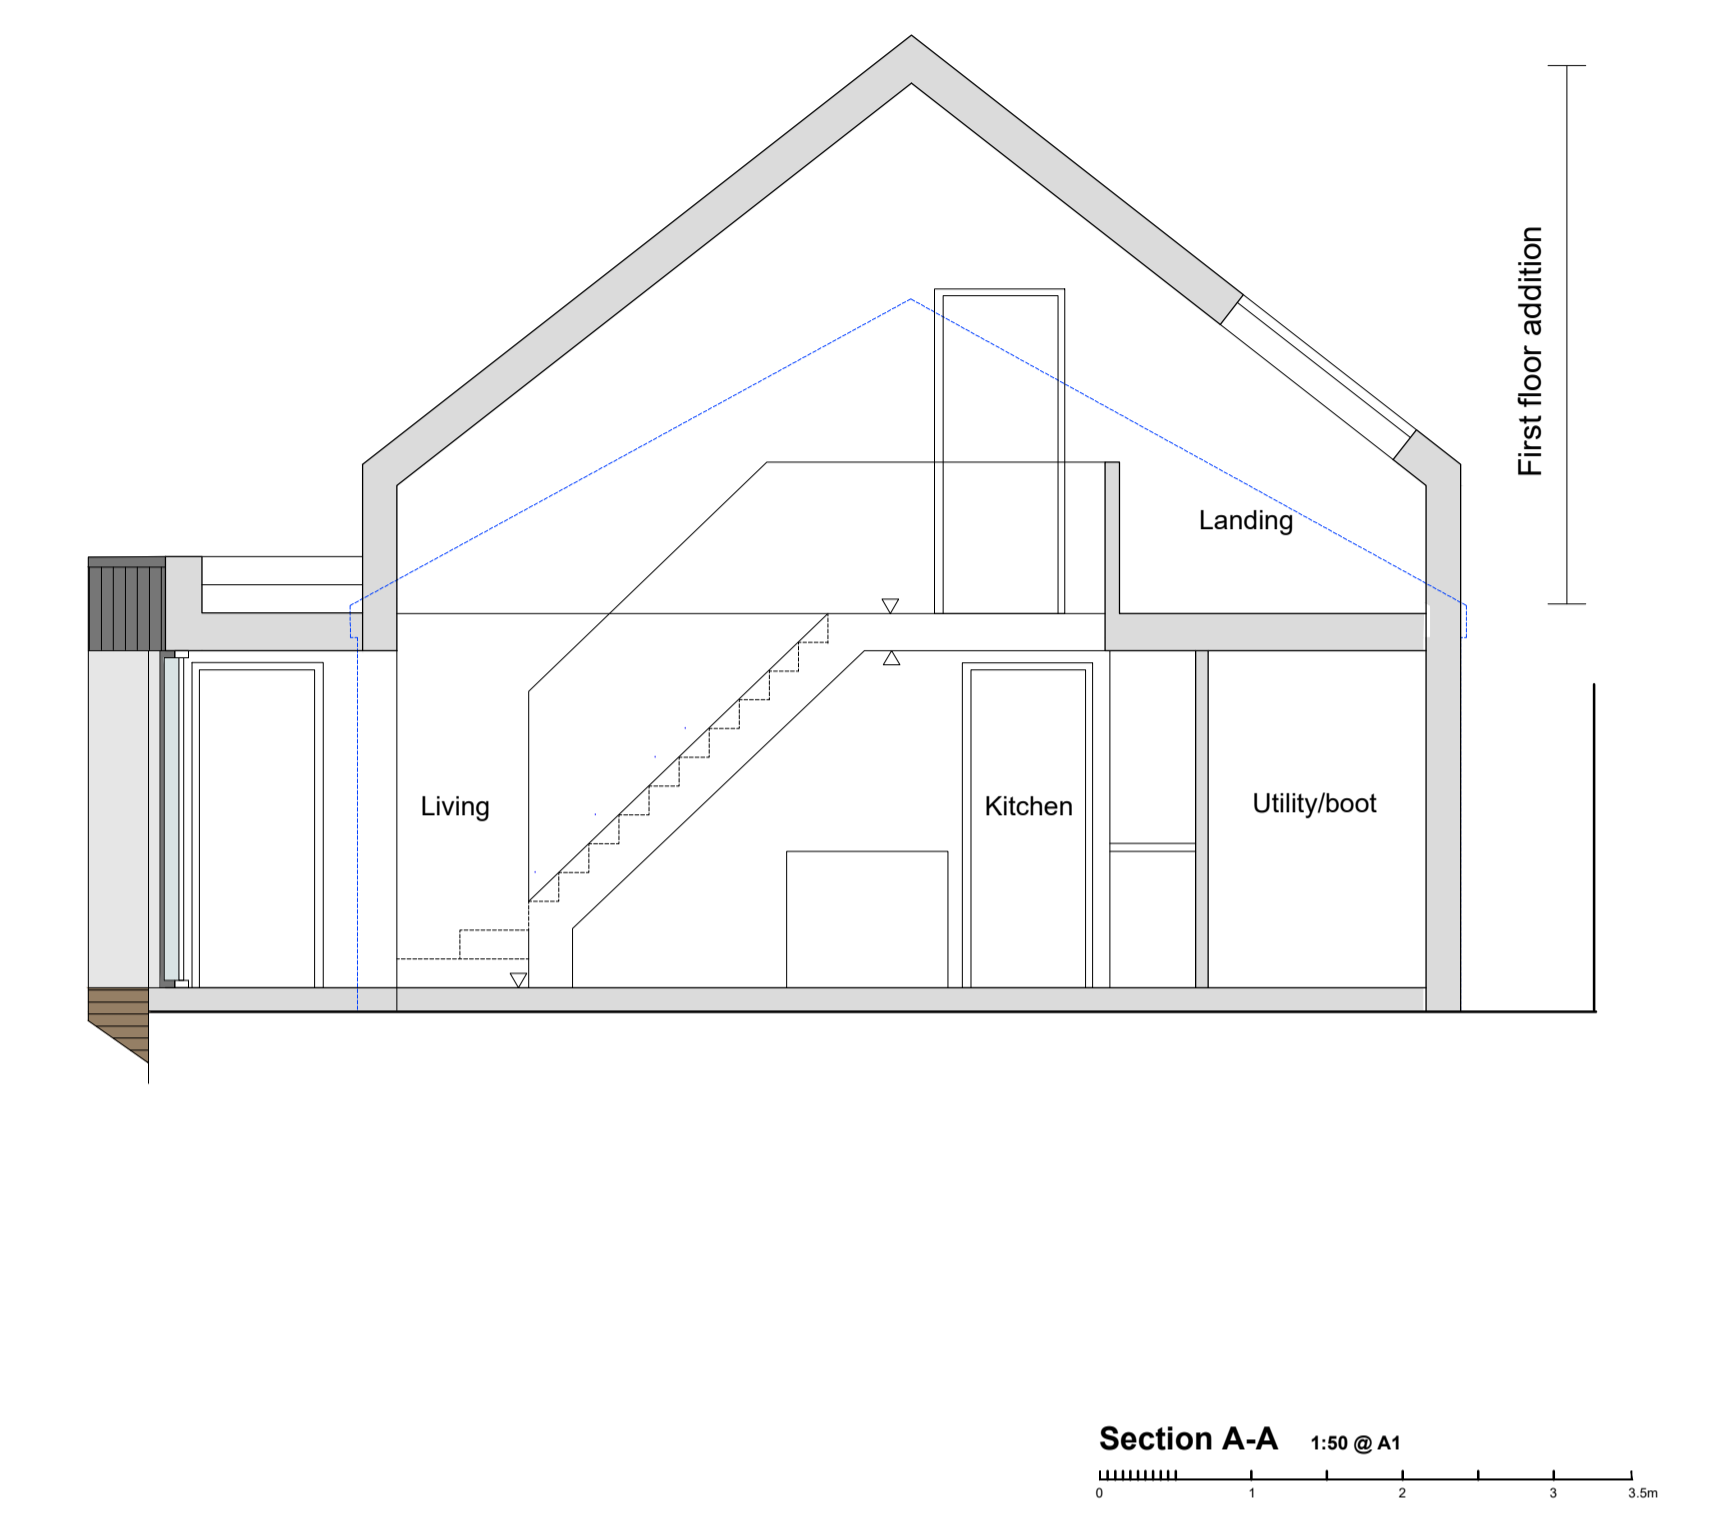 First floor addition
Landing
Living
Kitchen
Utility/boot
Section A-A 1:50 @ A1
0 1 2 3 3.5m